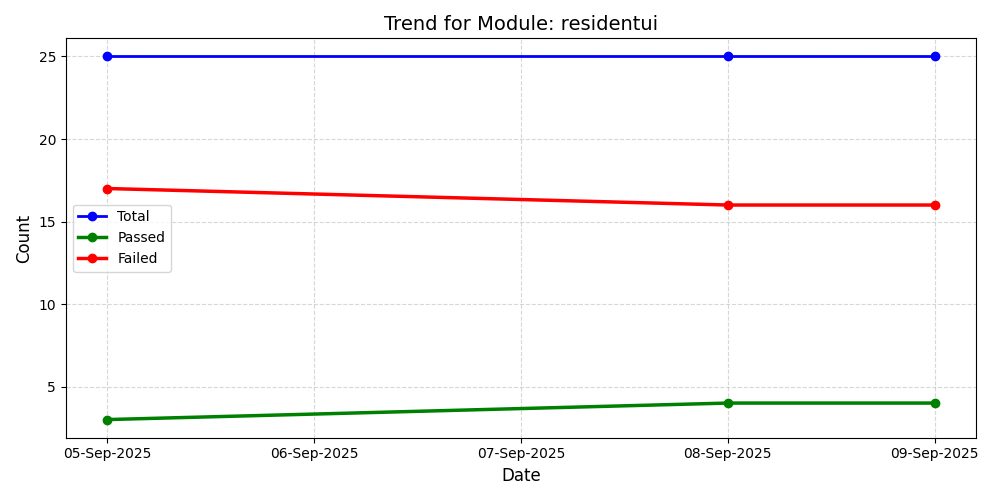 Trend for Module: residentui
Count
25
20
15
10
5
Total
Passed
Failed
05-Sep-2025
06-Sep-2025
07-Sep-2025
08-Sep-2025
09-Sep-2025
Date